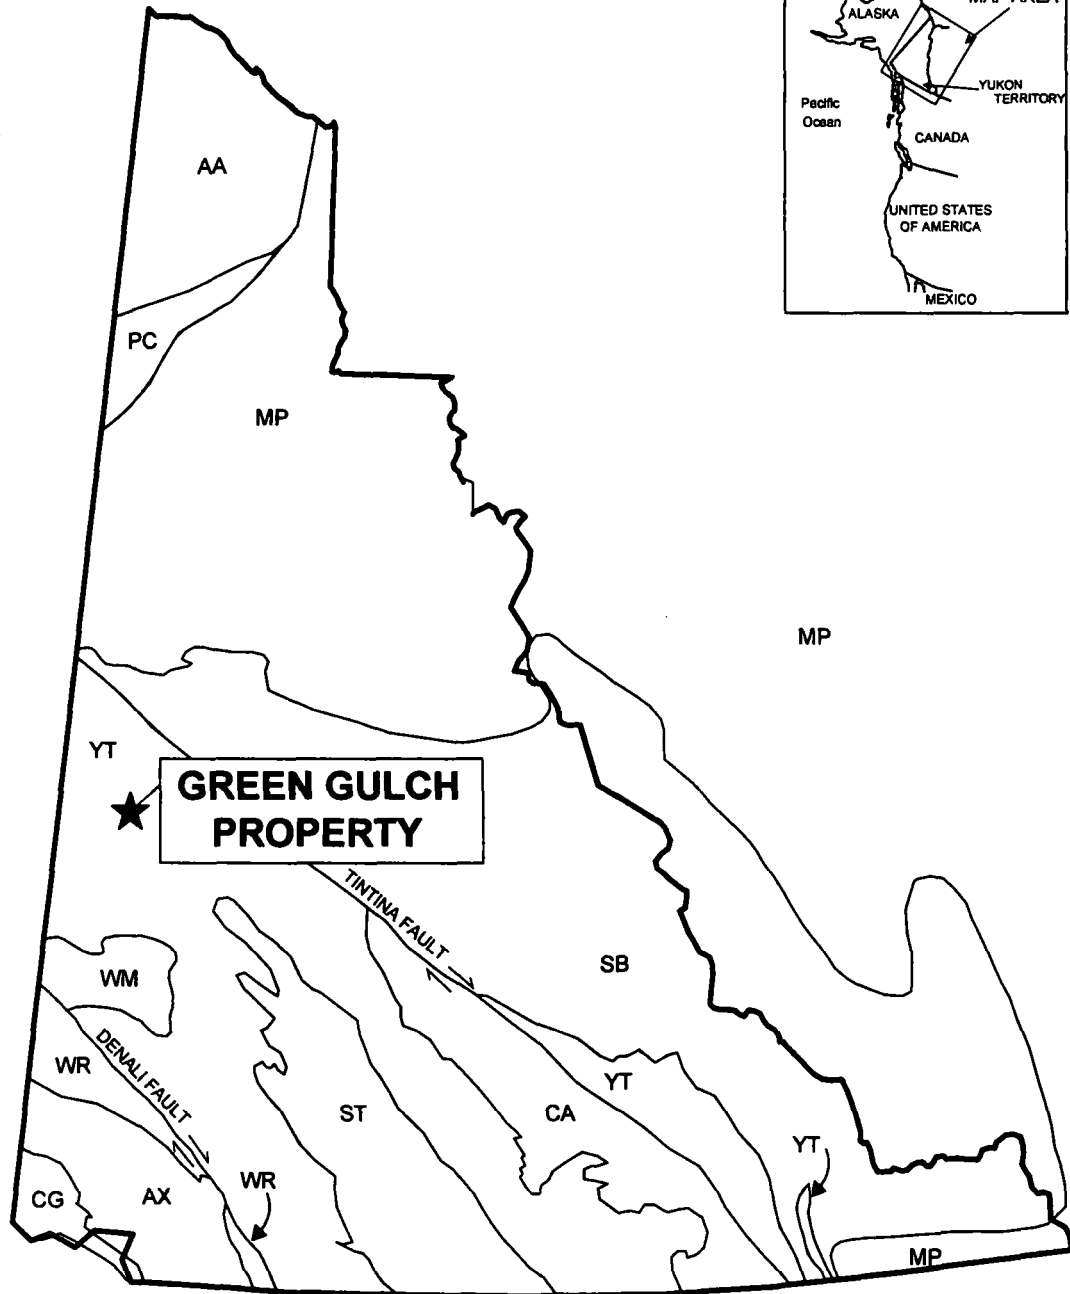 MAP AREA
ALASKA
YUKON
TERRITORY
Pacific
Ocean
CANADA
UNITED STATES
OF AMERICA
MEXICO
AA
PC
MP
MP
YT
GREEN GULCH
PROPERTY
TINTINA FAULT
SB
WM
DENALI FAULT
WR
YT
ST
CA
YT
WR
CG
AX
MP